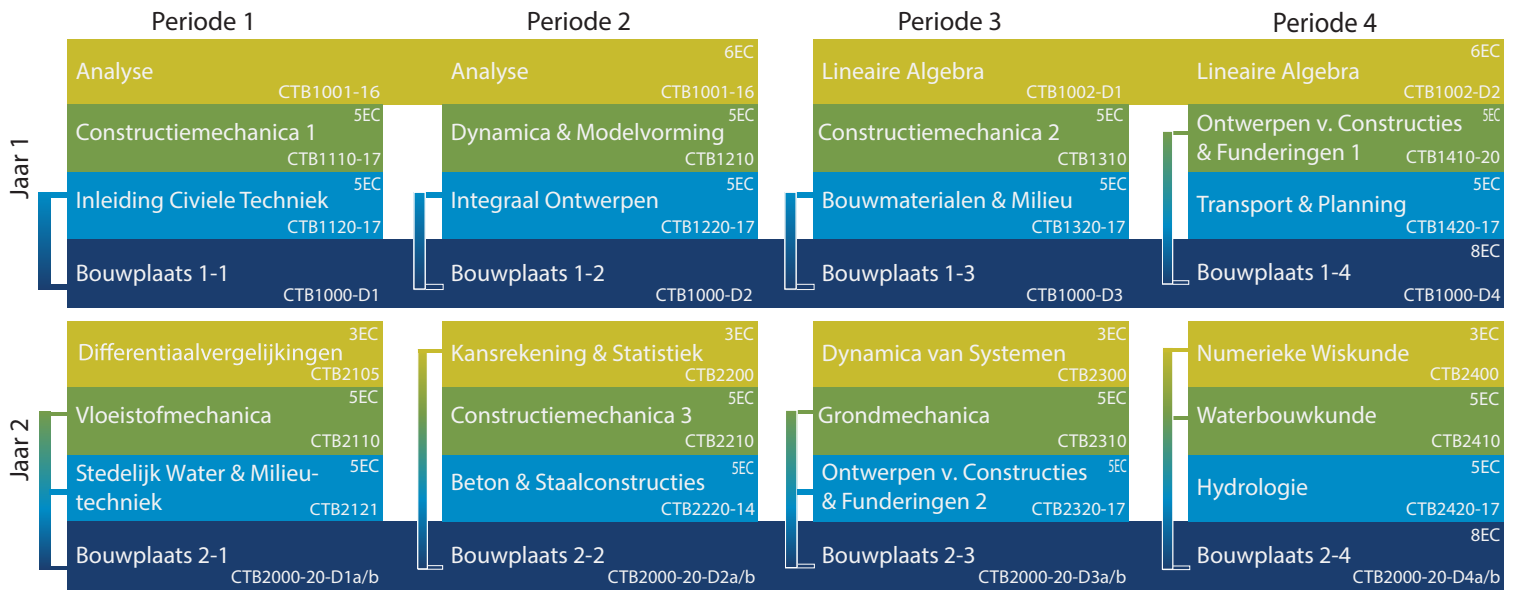 Periode 1
Periode 2
Periode 3
Periode 4
Jaar 1
Analyse
CTB1001-16
Analyse
6EC
CTB1001-16
Lineaire Algebra
CTB1002-D1
Lineaire Algebra
6EC
CTB1002-D2
Constructiemechanica 1
5EC
CTB1110-17
Dynamica & Modelvorming
5EC
CTB1210
Constructiemechanica 2
5EC
CTB1310
Ontwerpen v. Constructies
& Funderingen 1
5EC
CTB1410-20
Inleiding Civiele Techniek
5EC
CTB1120-17
Integraal Ontwerpen
5EC
CTB1220-17
Bouwmaterialen & Milieu
5EC
CTB1320-17
Transport & Planning
5EC
CTB1420-17
Bouwplaats 1-1
CTB1000-D1
Bouwplaats 1-2
CTB1000-D2
Bouwplaats 1-3
CTB1000-D3
Bouwplaats 1-4
8EC
CTB1000-D4
Jaar 2
Differentiaalvergelijkingen
3EC
CTB2105
Kansrekening & Statistiek
3EC
CTB2200
Dynamica van Systemen
3EC
CTB2300
Numerieke Wiskunde
3EC
CTB2400
Vloeistofmechanica
5EC
CTB2110
Constructiemechanica 3
5EC
CTB2210
Grondmechanica
5EC
CTB2310
Waterbouwkunde
5EC
CTB2410
Stedelijk Water & Milieu-
techniek
5EC
CTB2121
Beton & Staalconstructies
5EC
CTB2220-14
Ontwerpen v. Constructies
& Funderingen 2
5EC
CTB2320-17
Hydrologie
5EC
CTB2420-17
Bouwplaats 2-1
CTB2000-20-D1a/b
Bouwplaats 2-2
CTB2000-20-D2a/b
Bouwplaats 2-3
CTB2000-20-D3a/b
Bouwplaats 2-4
8EC
CTB2000-20-D4a/b